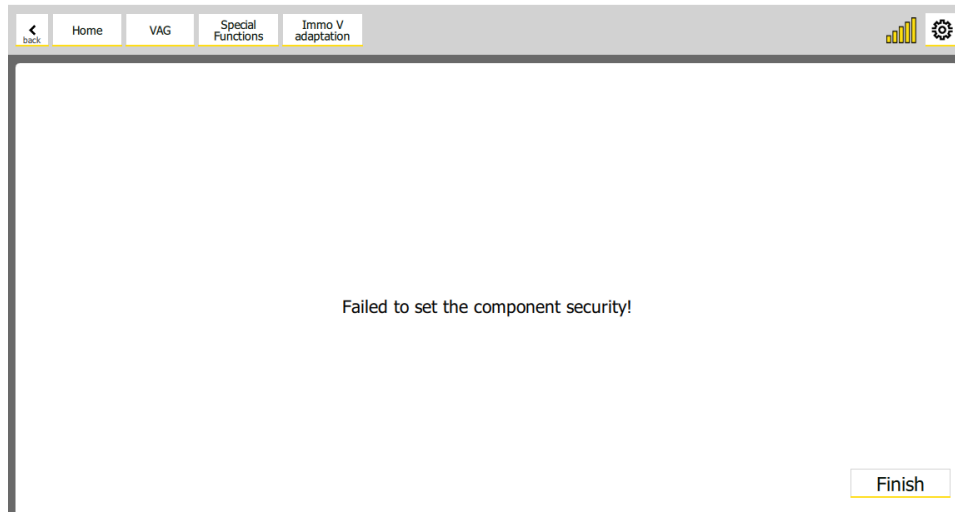 back
Home
VAG
Special
Functions
Immo V
adaptation
Failed to set the component security!
Finish